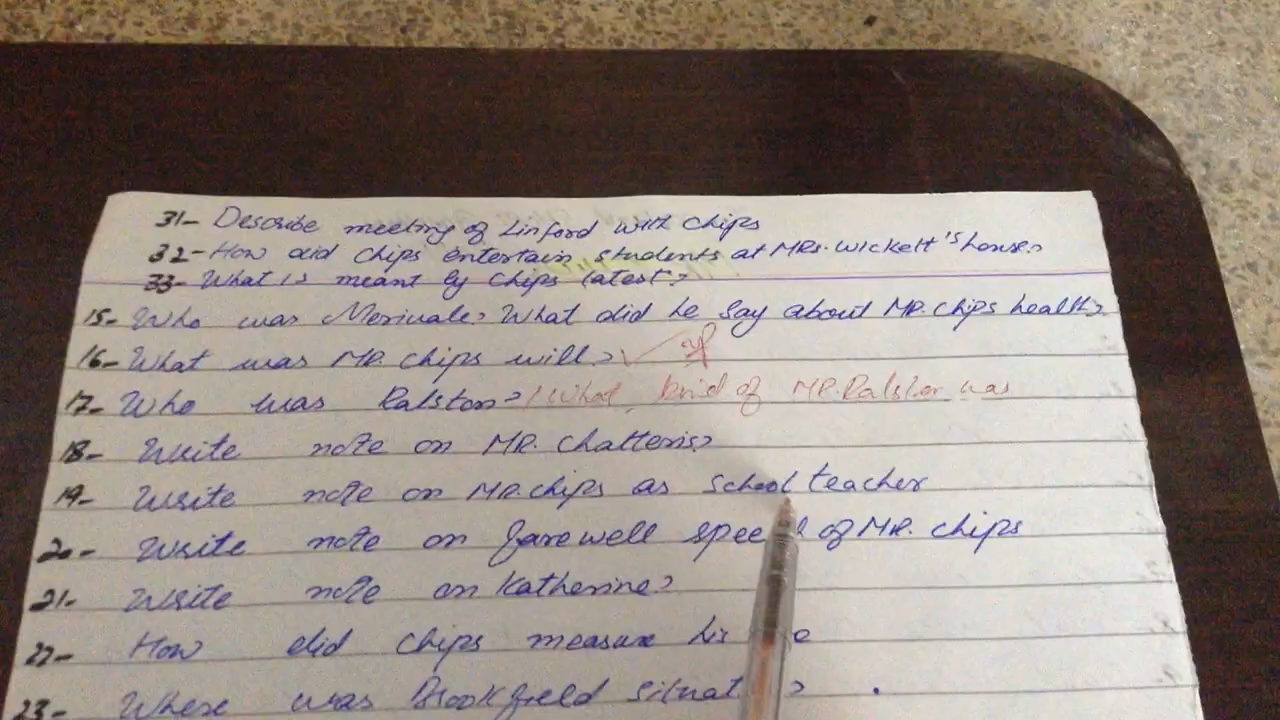 31- Describe meeting of Linford with Chips
32- How did Chips entertain students at MRs. Wickett's house?
33- What is meant by Chips latest?
15- Who was Merivale? What did he say about MR. Chips health?
16- What was MR. Chips will?
17- Who was Ralston? / What kind of MR. Ralston was
18- Write note on MR. Chatteris?
19- Write note on MR. Chips as School teacher
20- Write note on farewell of MR. Chips
21- Write note on Katherine?
22- How did Chips measure
23- Where was Brookfield